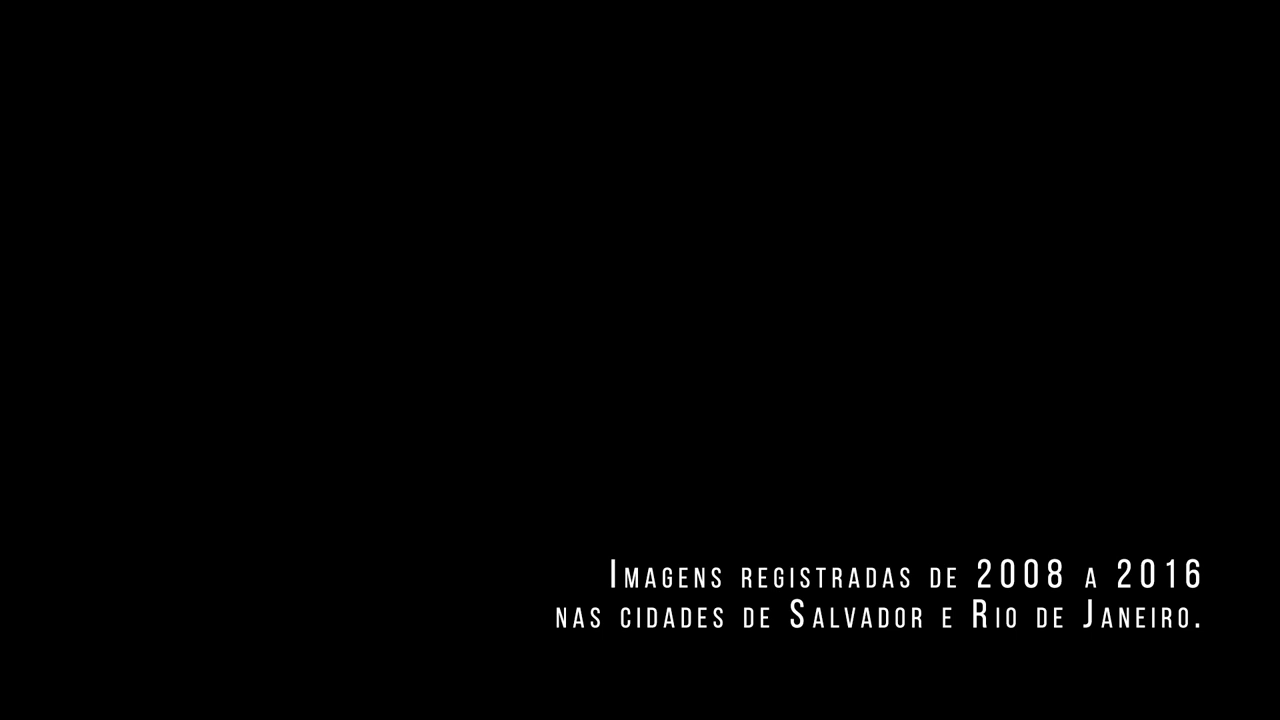 Imagens registradas de 2008 a 2016
nas cidades de Salvador e Rio de Janeiro.